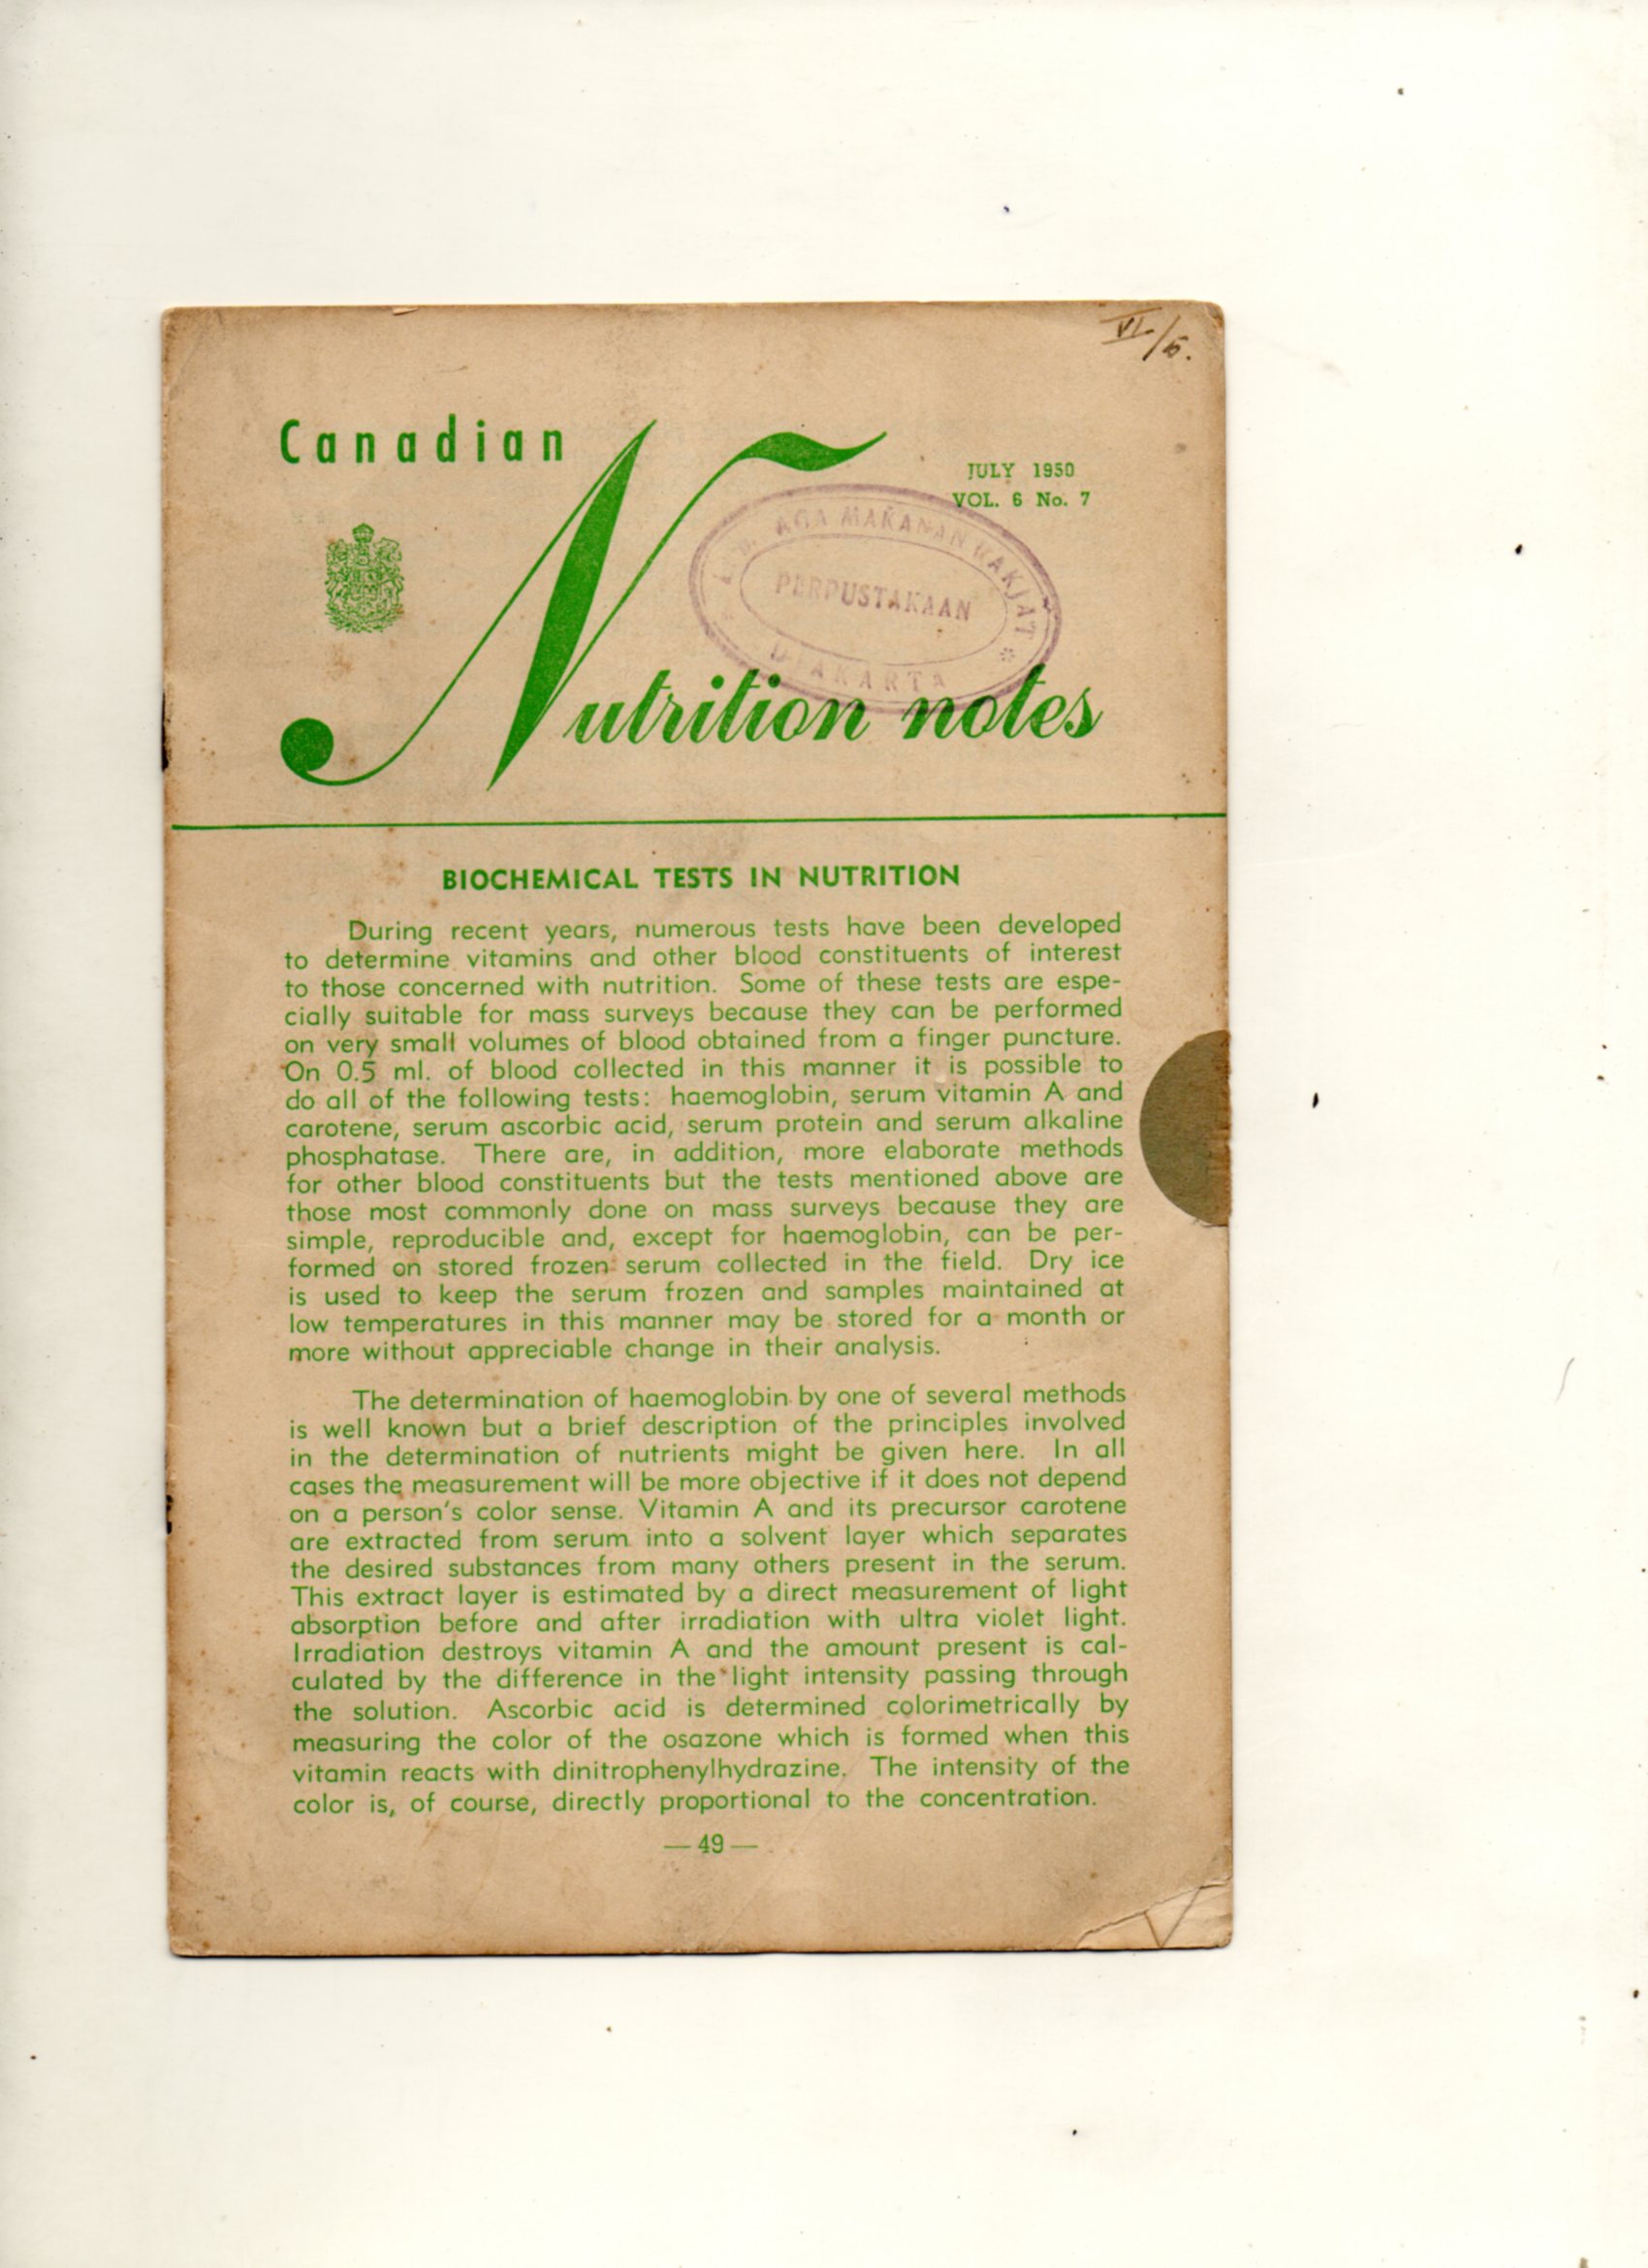 VI/5.
Canadian
JULY 1950
VOL. 6 No. 7
AGA MAKANAN RAKJAT
PERPUSTAKAAN
DJAKARTA
Nutrition notes
BIOCHEMICAL TESTS IN NUTRITION
During recent years, numerous tests have been developed
to determine vitamins and other blood constituents of interest
to those concerned with nutrition. Some of these tests are espe-
cially suitable for mass surveys because they can be performed
on very small volumes of blood obtained from a finger puncture.
On 0.5 ml. of blood collected in this manner it is possible to
do all of the following tests: haemoglobin, serum vitamin A and
carotene, serum ascorbic acid, serum protein and serum alkaline
phosphatase. There are, in addition, more elaborate methods
for other blood constituents but the tests mentioned above are
those most commonly done on mass surveys because they are
simple, reproducible and, except for haemoglobin, can be per-
formed on stored frozen serum collected in the field. Dry ice
is used to keep the serum frozen and samples maintained at
low temperatures in this manner may be stored for a month or
more without appreciable change in their analysis.
The determination of haemoglobin by one of several methods
is well known but a brief description of the principles involved
in the determination of nutrients might be given here. In all
cases the measurement will be more objective if it does not depend
on a person's color sense. Vitamin A and its precursor carotene
are extracted from serum into a solvent layer which separates
the desired substances from many others present in the serum.
This extract layer is estimated by a direct measurement of light
absorption before and after irradiation with ultra violet light.
Irradiation destroys vitamin A and the amount present is cal-
culated by the difference in the light intensity passing through
the solution. Ascorbic acid is determined colorimetrically by
measuring the color of the osazone which is formed when this
vitamin reacts with dinitrophenylhydrazine. The intensity of the
color is, of course, directly proportional to the concentration.
— 49 —